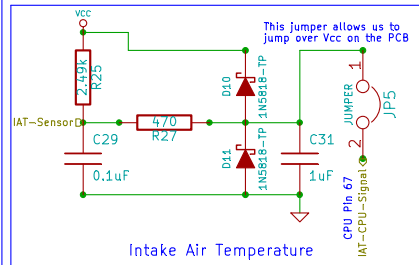 vcc
This jumper allows us to
jump over Vcc on the PCB
2.49k
R25
D10
1N5818-TP
1
JUMPER
JP5
IAT-Sensor
470
R27
C29
0.1uF
D11
1N5818-TP
C31
1uF
2
CPU Pin 67
IAT-CPU-Signal
Intake Air Temperature